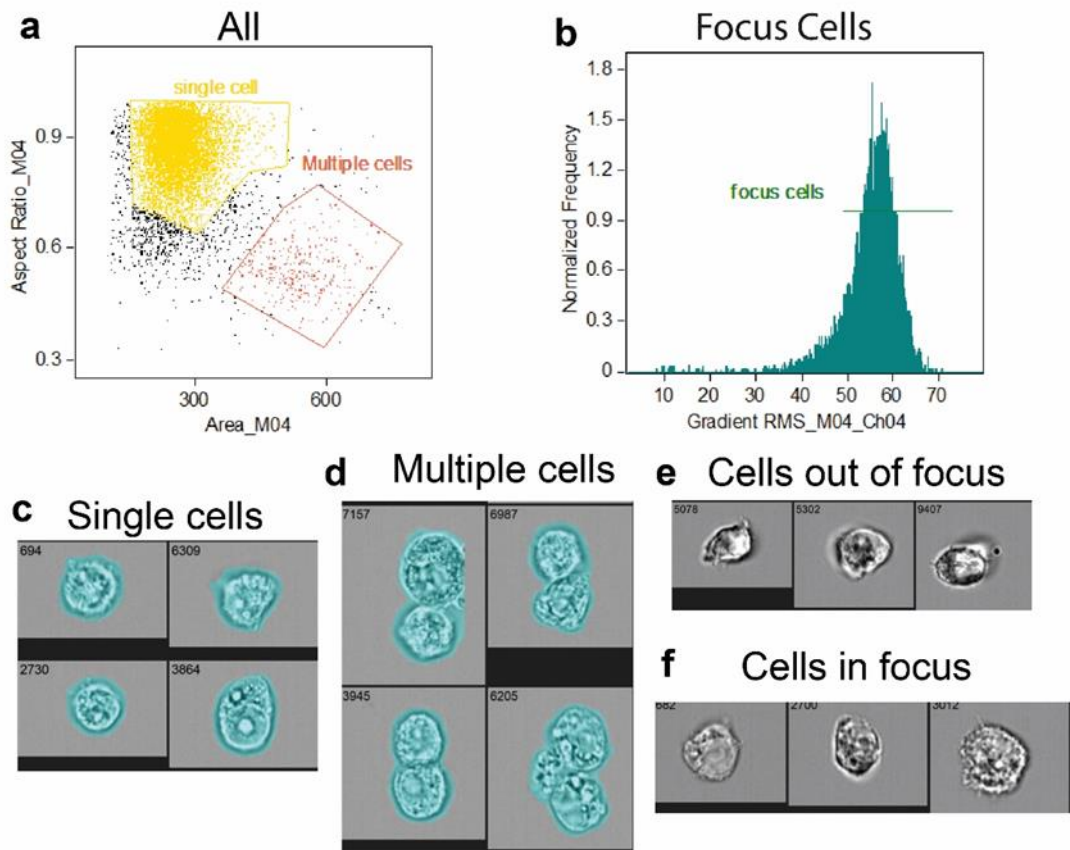 a
All
single cell
Multiple cells
0.9
0.6
0.3
Aspect Ratio_M04
300
600
Area_M04
b
Focus Cells
1.8
1.5
1.2
0.9
0.6
0.3
0
Normalized Frequency
focus cells
10
20
30
40
50
60
70
Gradient RMS_M04_Ch04
c
Single cells
694
6309
2730
3864
d
Multiple cells
7157
6987
3945
6205
e
Cells out of focus
5078
5302
9407
f
Cells in focus
682
2700
3012